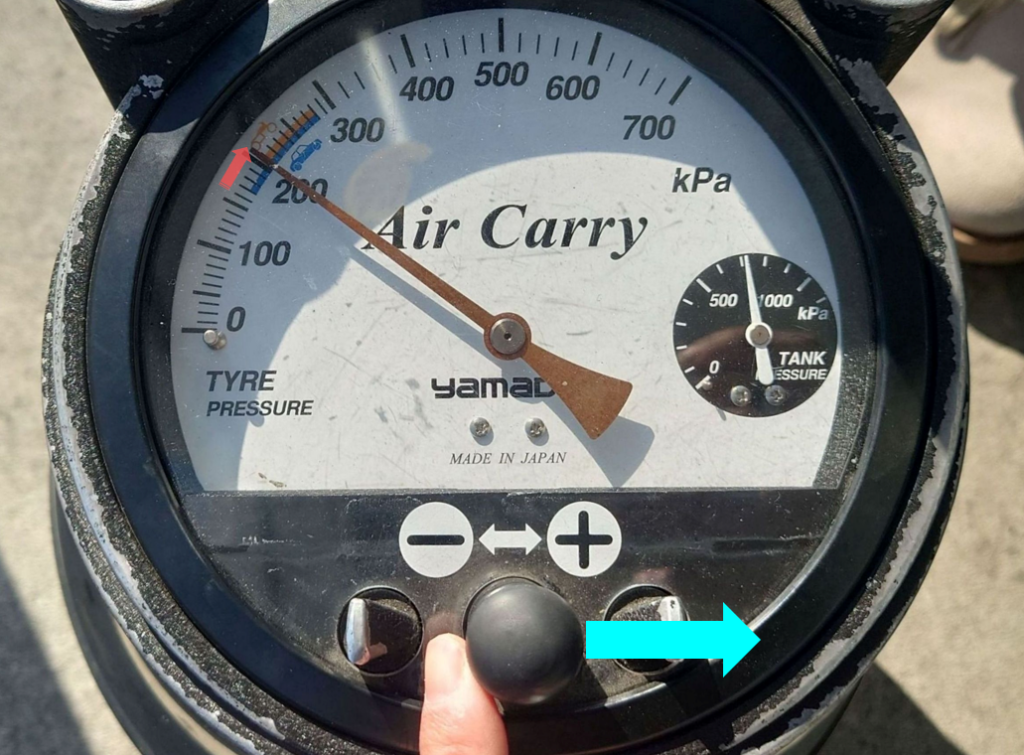 500
400 600
300 700
200 kPa
Air Carry
100
500 1000
kPa
0
0
TANK
TYRE
PRESSURE
MADE IN JAPAN
− +